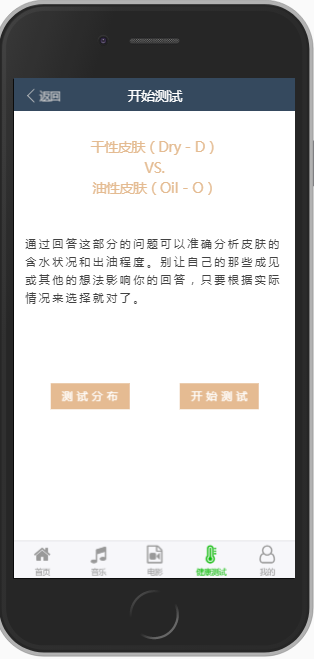 返回
开始测试
干性皮肤（Dry－D）
VS.
油性皮肤（Oil－O）
通过回答这部分的问题可以准确分析皮肤的
含水状况和出油程度。别让自己的那些成见
或其他的想法影响你的回答，只要根据实际
情况来选择就对了。
测试分布
开始测试
首页
音乐
电影
健康测试
我的